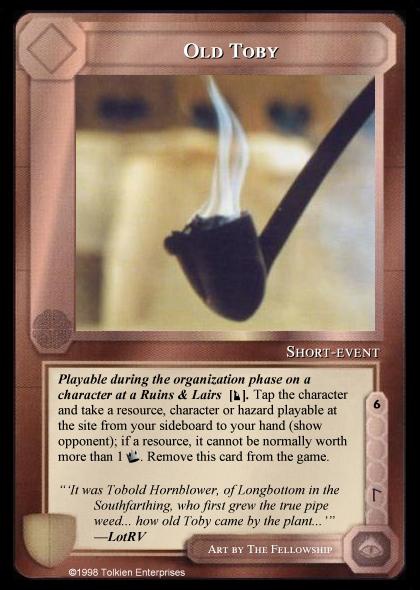 OLD TOBY
SHORT-EVENT
Playable during the organization phase on a
character at a Ruins & Lairs [ ]. Tap the character
and take a resource, character or hazard playable at
the site from your sideboard to your hand (show
opponent); if a resource, it cannot be normally worth
more than 1 . Remove this card from the game.
6
“‘It was Tobold Hornblower, of Longbottom in the
Southfarthing, who first grew the true pipe
weed... how old Toby came by the plant...’”
—LotRV
ART BY THE FELLOWSHIP
©1998 Tolkien Enterprises